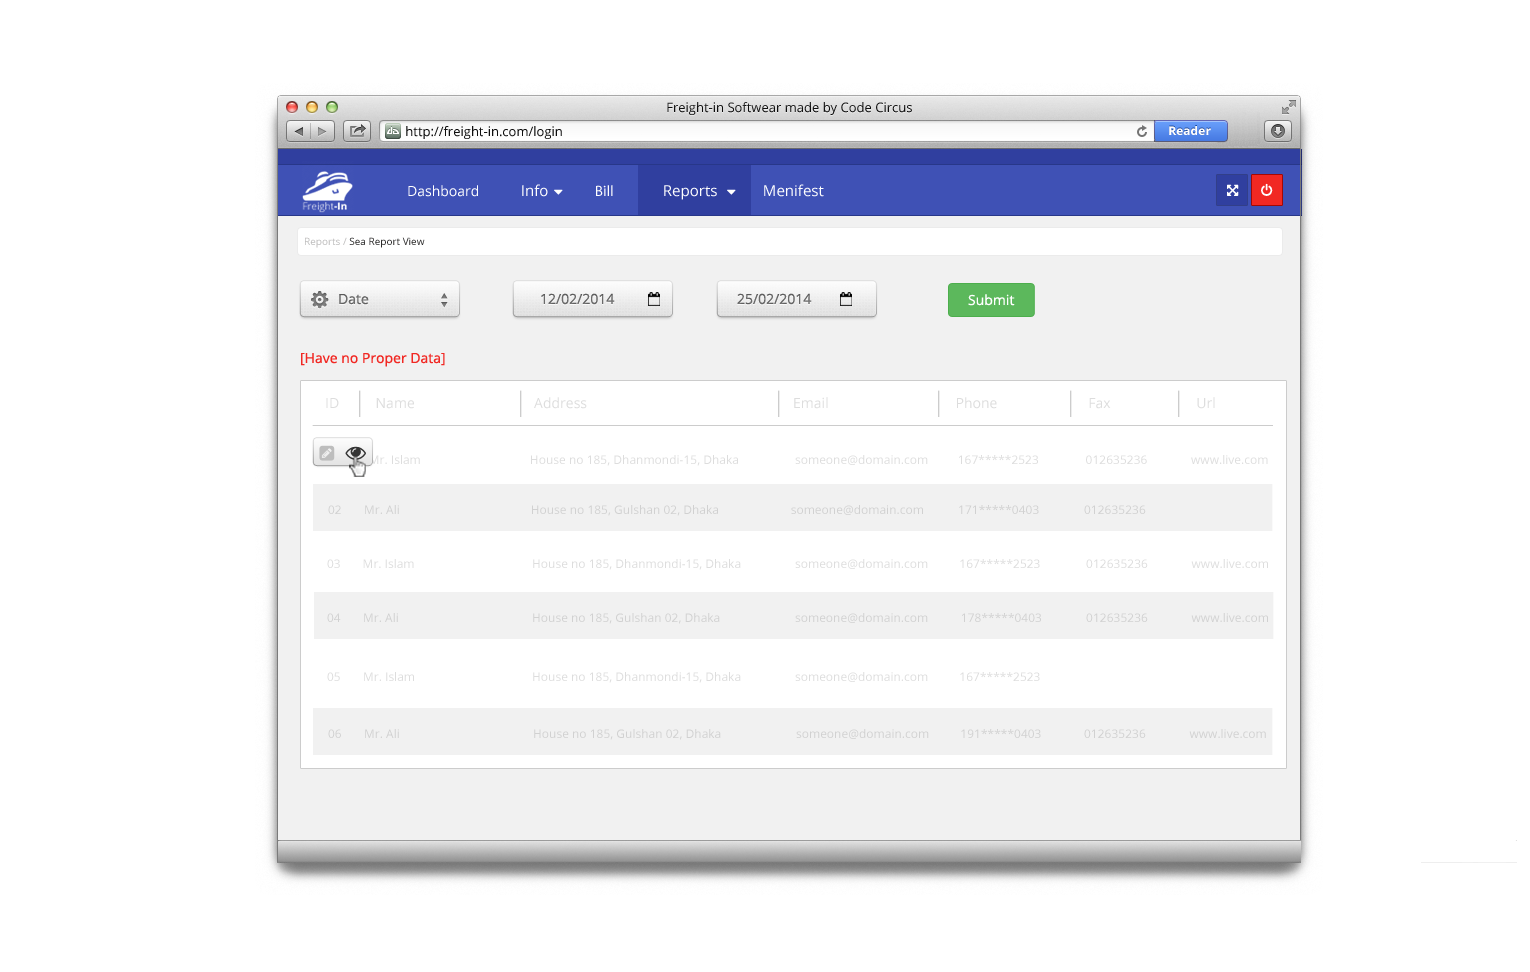 Freight-in Softwear made by Code Circus
http://freight-in.com/login
Reader
Freight-In
Dashboard Info Bill Reports Menifest
Reports / Sea Report View
Date 12/02/2014 25/02/2014 Submit
[Have no Proper Data]
ID Name Address Email Phone Fax Url
Mr. Islam House no 185, Dhanmondi-15, Dhaka someone@domain.com 167*****2523 012635236 www.live.com
02 Mr. Ali House no 185, Gulshan 02, Dhaka someone@domain.com 171*****0403 012635236
03 Mr. Islam House no 185, Dhanmondi-15, Dhaka someone@domain.com 167*****2523 012635236 www.live.com
04 Mr. Ali House no 185, Gulshan 02, Dhaka someone@domain.com 178*****0403 012635236 www.live.com
05 Mr. Islam House no 185, Dhanmondi-15, Dhaka someone@domain.com 167*****2523
06 Mr. Ali House no 185, Gulshan 02, Dhaka someone@domain.com 191*****0403 012635236 www.live.com